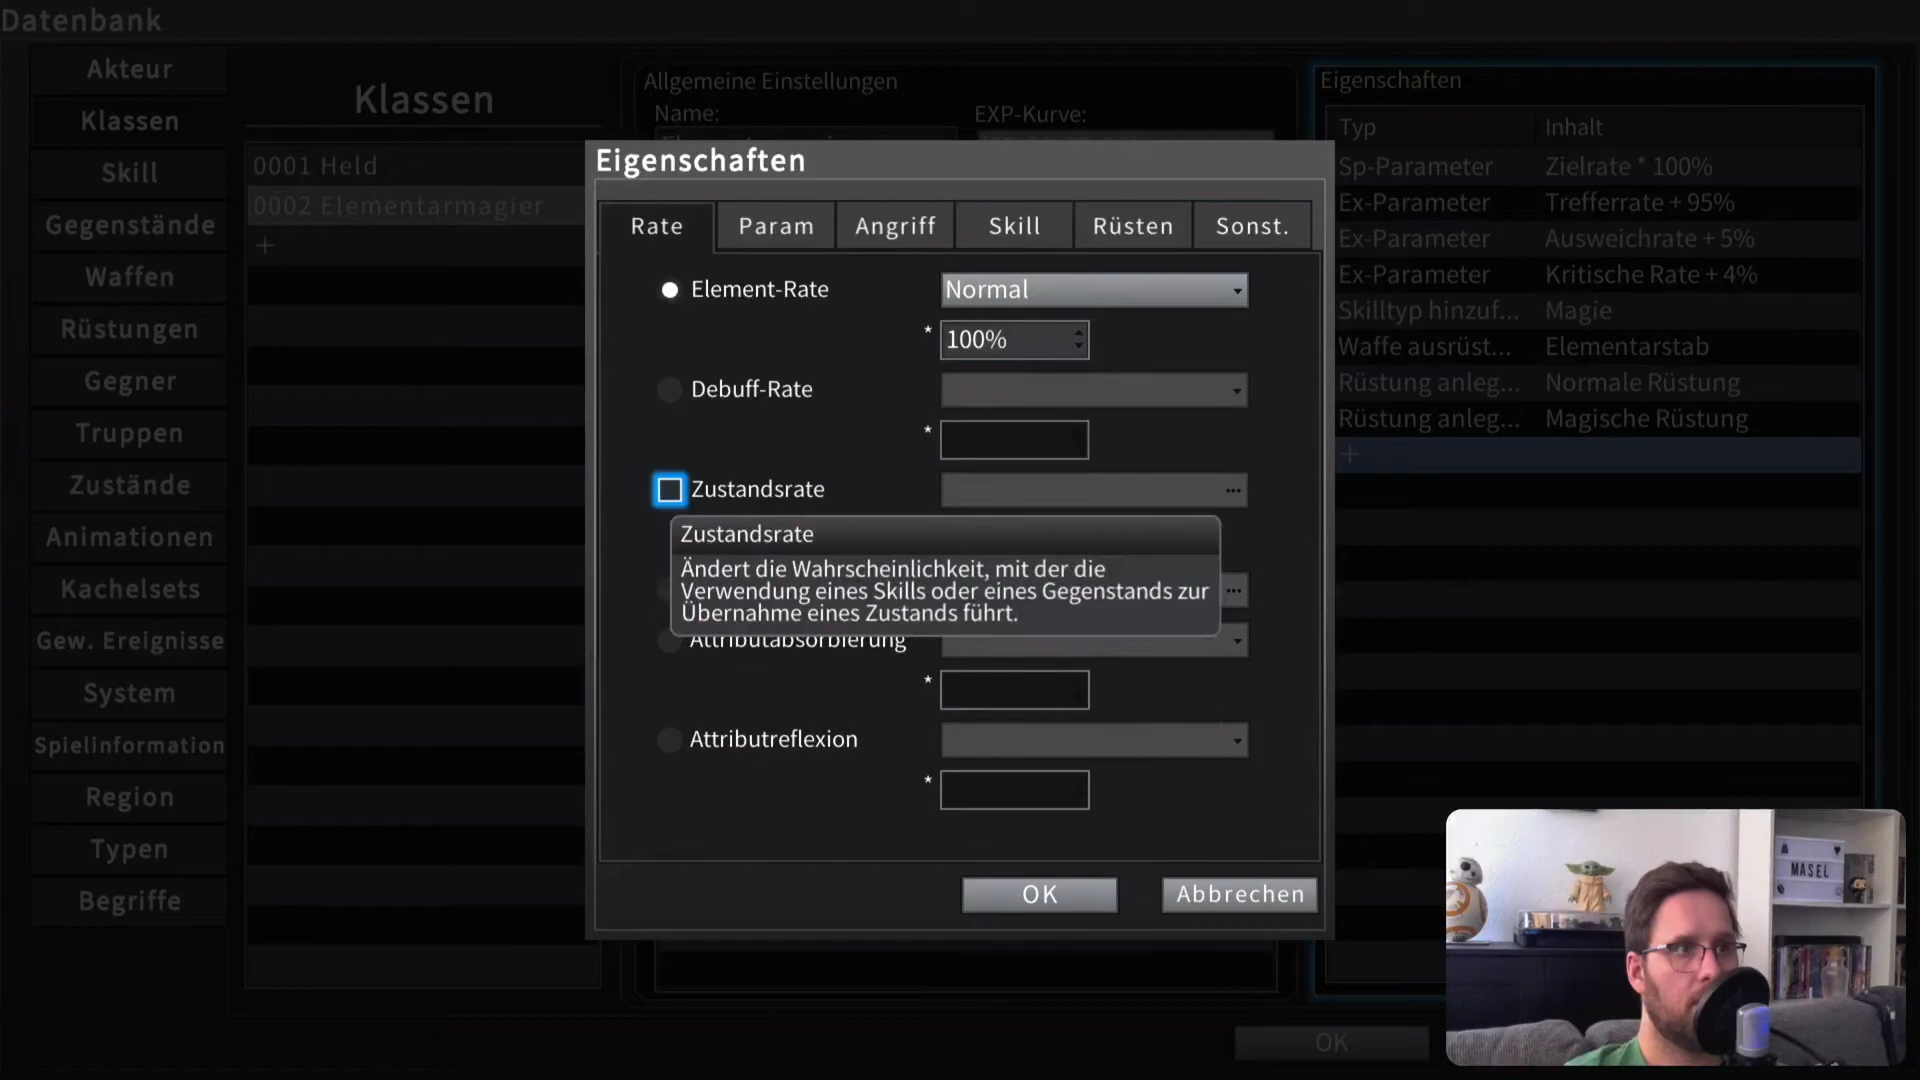 Datenbank
Akteur
Klassen
Skill
Gegenstände
Waffen
Rüstungen
Gegner
Truppen
Zustände
Animationen
Kachelsets
Gew. Ereignisse
System
Spielinformation
Region
Typen
Begriffe
Klassen
0001 Held
0002 Elementarmagier
+
Allgemeine Einstellungen
Name:
EXP-Kurve:
Eigenschaften
Rate
Param
Angriff
Skill
Rüsten
Sonst.
Element-Rate
Normal
* 100%
Debuff-Rate
*
Zustandsrate
...
Zustandsrate
Ändert die Wahrscheinlichkeit, mit der die
Verwendung eines Skills oder eines Gegenstands zur
Übernahme eines Zustands führt.
...
Attributabsorbierung
*
Attributreflexion
*
OK
Abbrechen
Eigenschaften
Typ Inhalt
Sp-Parameter Zielrate * 100%
Ex-Parameter Trefferrate + 95%
Ex-Parameter Ausweichrate + 5%
Ex-Parameter Kritische Rate + 4%
Skilltyp hinzuf... Magie
Waffe ausrüst... Elementarstab
Rüstung anleg... Normale Rüstung
Rüstung anleg... Magische Rüstung
+
OK
MASEL